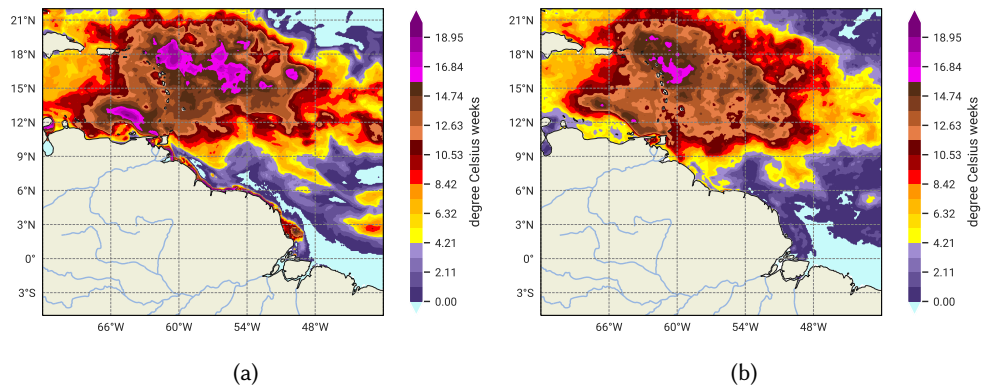 21°N
18°N
15°N
12°N
9°N
6°N
3°N
0°
3°S
66°W 60°W 54°W 48°W
18.95
16.84
14.74
12.63
10.53
8.42
6.32
4.21
2.11
0.00
degree Celsius weeks
(a)
21°N
18°N
15°N
12°N
9°N
6°N
3°N
0°
3°S
66°W 60°W 54°W 48°W
18.95
16.84
14.74
12.63
10.53
8.42
6.32
4.21
2.11
0.00
degree Celsius weeks
(b)